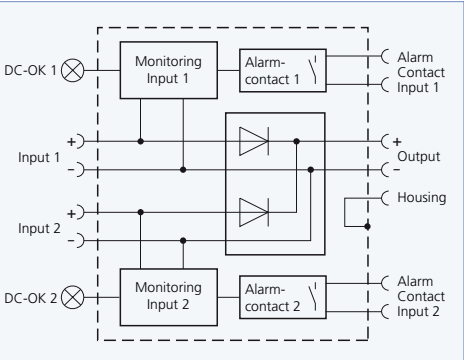 DC-OK 1
Monitoring
Input 1
Alarm-
contact 1
Alarm
Contact
Input 1
Input 1
+
-
+
Output
-
Housing
Input 2
+
-
DC-OK 2
Monitoring
Input 2
Alarm-
contact 2
Alarm
Contact
Input 2